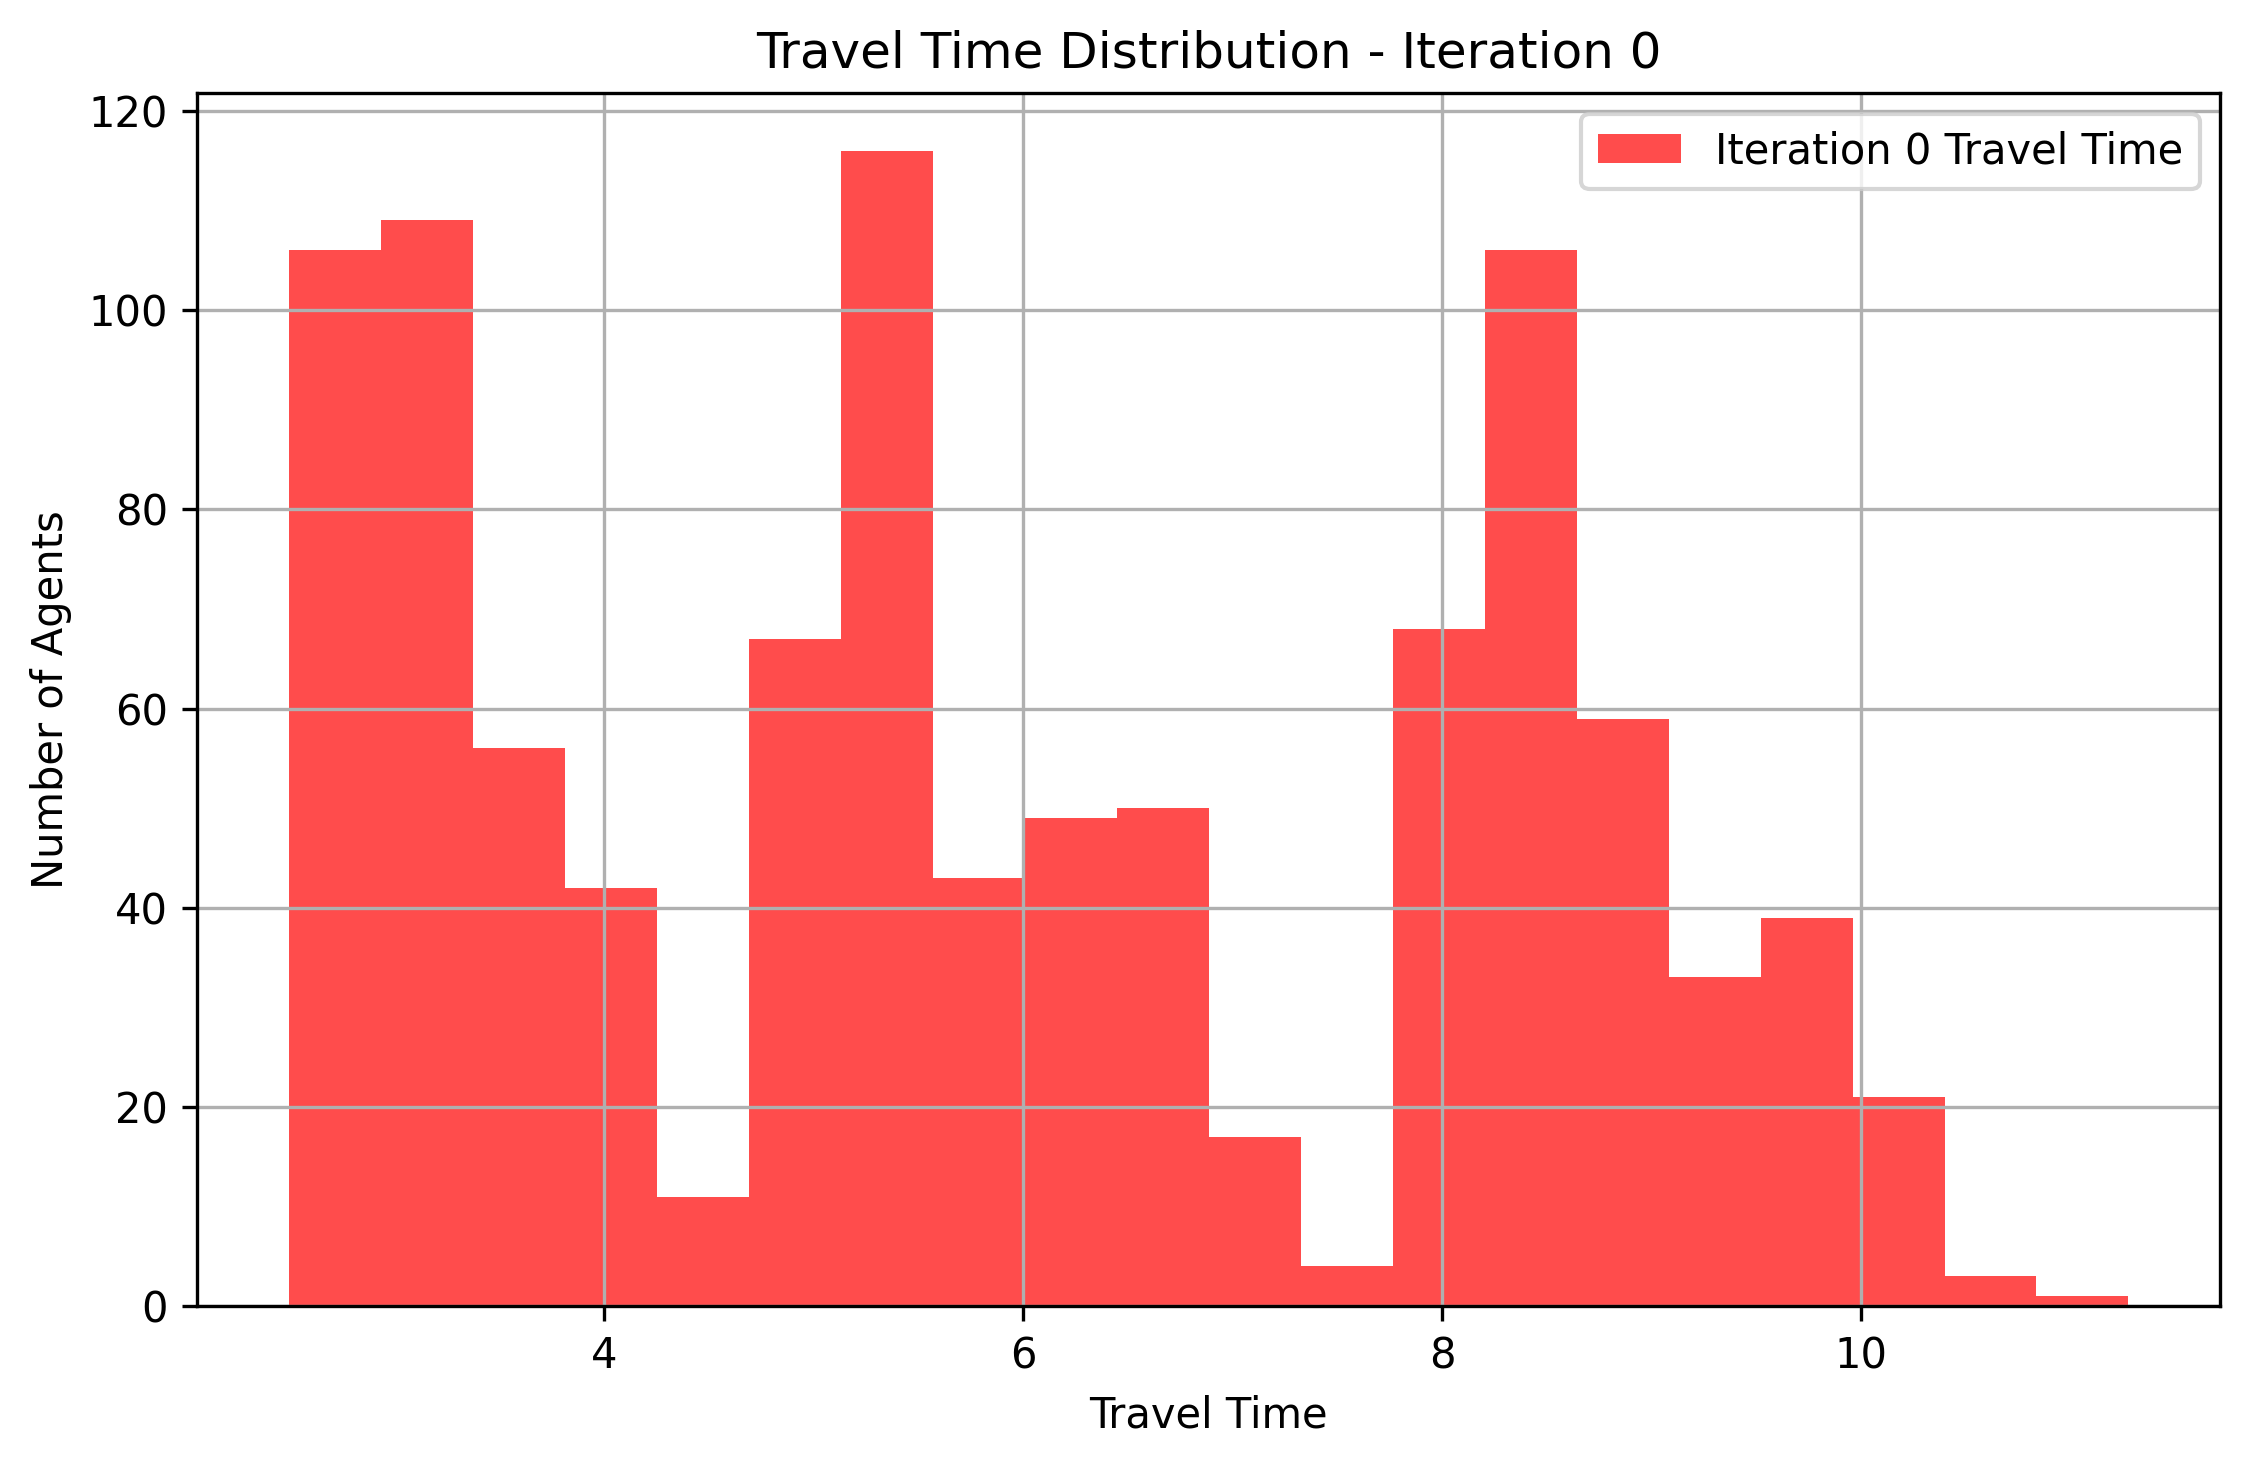 Travel Time Distribution - Iteration 0
Iteration 0 Travel Time
Number of Agents
120
100
80
60
40
20
0
4 6 8 10
Travel Time